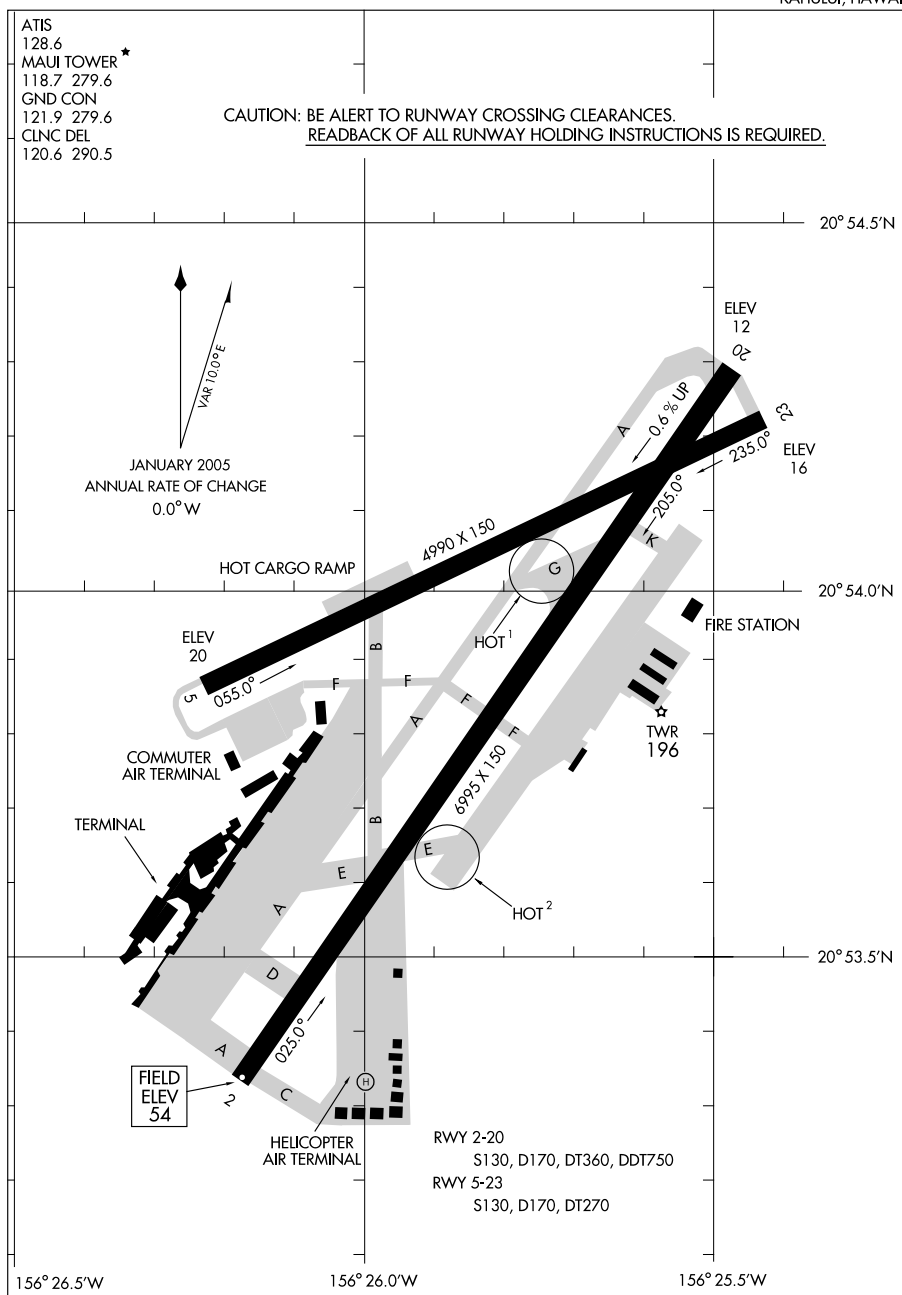 KAHULUI, HAWAI
ATIS
128.6
MAUI TOWER
118.7 279.6
GND CON
121.9 279.6
CLNC DEL
120.6 290.5
CAUTION: BE ALERT TO RUNWAY CROSSING CLEARANCES.
READBACK OF ALL RUNWAY HOLDING INSTRUCTIONS IS REQUIRED.
20° 54.5'N
VAR 10.0° E
JANUARY 2005
ANNUAL RATE OF CHANGE
0.0° W
ELEV
12
20
23
ELEV
16
A
0.6 % UP
235.0°
205.0°
K
4990 X 150
HOT CARGO RAMP
G
20° 54.0'N
FIRE STATION
HOT 1
ELEV
20
B
5
055.0°
F
F
F
F
A
TWR
196
COMMUTER
AIR TERMINAL
6995 X 150
TERMINAL
B
E
E
HOT 2
A
20° 53.5'N
D
025.0°
A
C
2
FIELD
ELEV
54
H
HELICOPTER
AIR TERMINAL
RWY 2-20
S130, D170, DT360, DDT750
RWY 5-23
S130, D170, DT270
156° 26.5'W
156° 26.0'W
156° 25.5'W